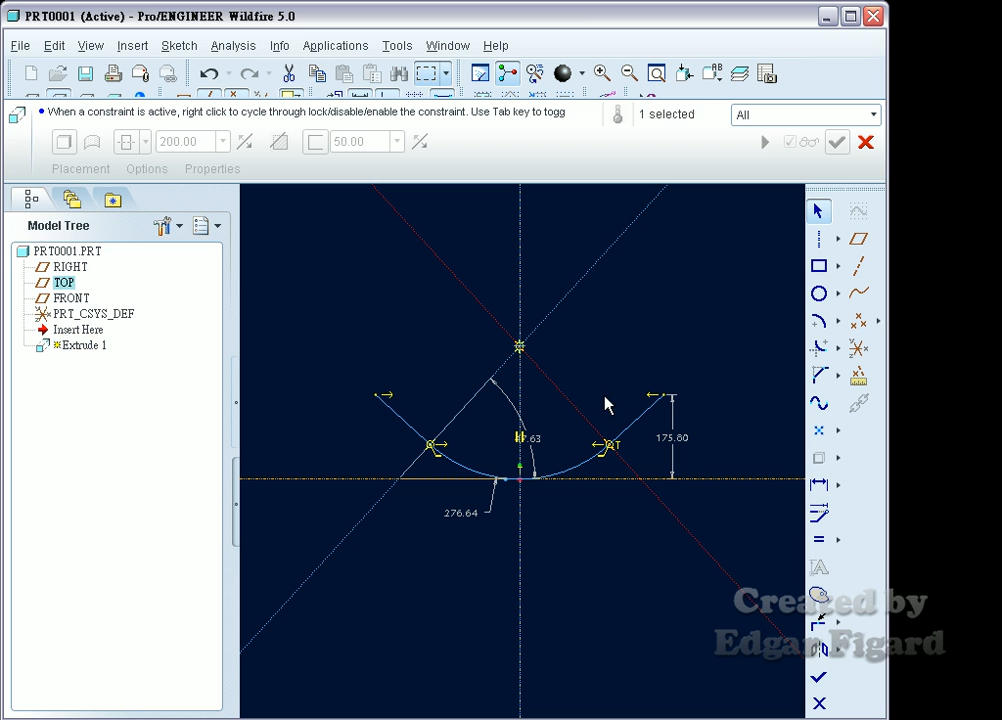 PRT0001 (Active) - Pro/ENGINEER Wildfire 5.0
File Edit View Insert Sketch Analysis Info Applications Tools Window Help
When a constraint is active, right click to cycle through lock/disable/enable the constraint. Use Tab key to togg
1 selected
All
200.00
50.00
Placement Options Properties
Model Tree
PRT0001.PRT
RIGHT
TOP
FRONT
PRT_CSYS_DEF
Insert Here
Extrude 1
175.80
276.64
T
Created by
Edgar Figard